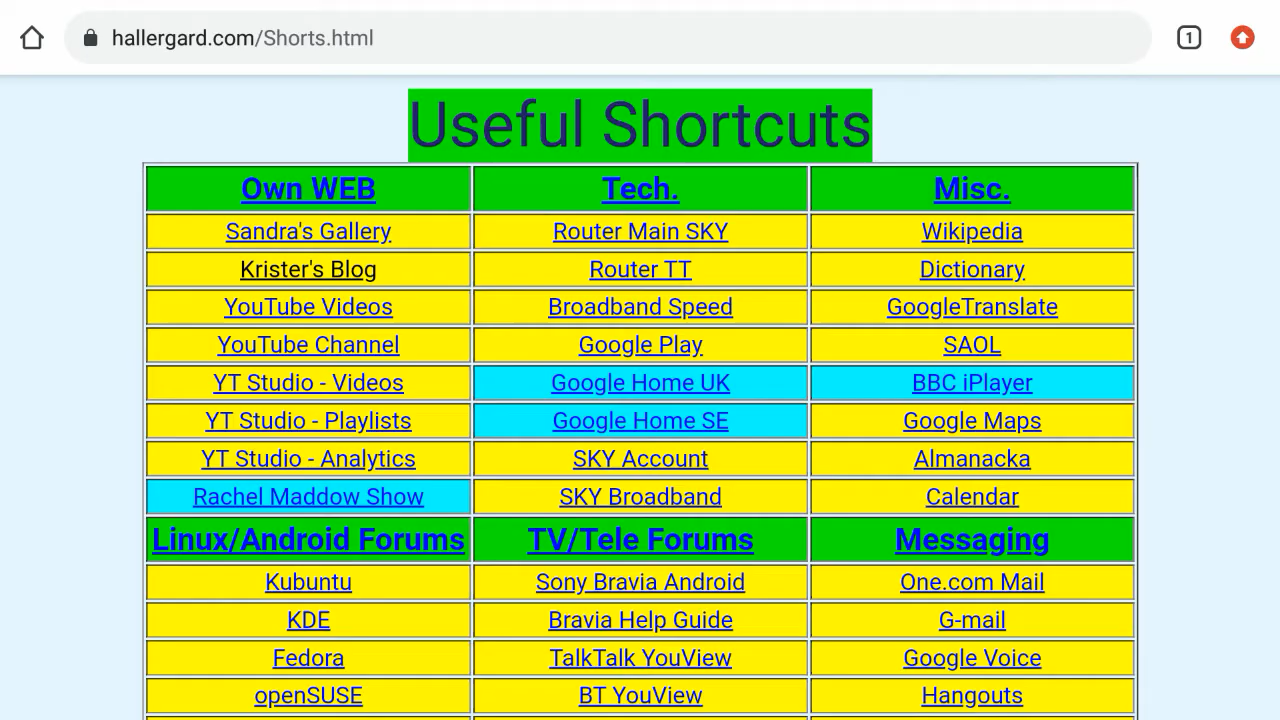 hallergard.com/Shorts.html 1
Useful Shortcuts
Own WEB Tech. Misc.
Sandra's Gallery Router Main SKY Wikipedia
Krister's Blog Router TT Dictionary
YouTube Videos Broadband Speed GoogleTranslate
YouTube Channel Google Play SAOL
YT Studio - Videos Google Home UK BBC iPlayer
YT Studio - Playlists Google Home SE Google Maps
YT Studio - Analytics SKY Account Almanacka
Rachel Maddow Show SKY Broadband Calendar
Linux/Android Forums TV/Tele Forums Messaging
Kubuntu Sony Bravia Android One.com Mail
KDE Bravia Help Guide G-mail
Fedora TalkTalk YouView Google Voice
openSUSE BT YouView Hangouts